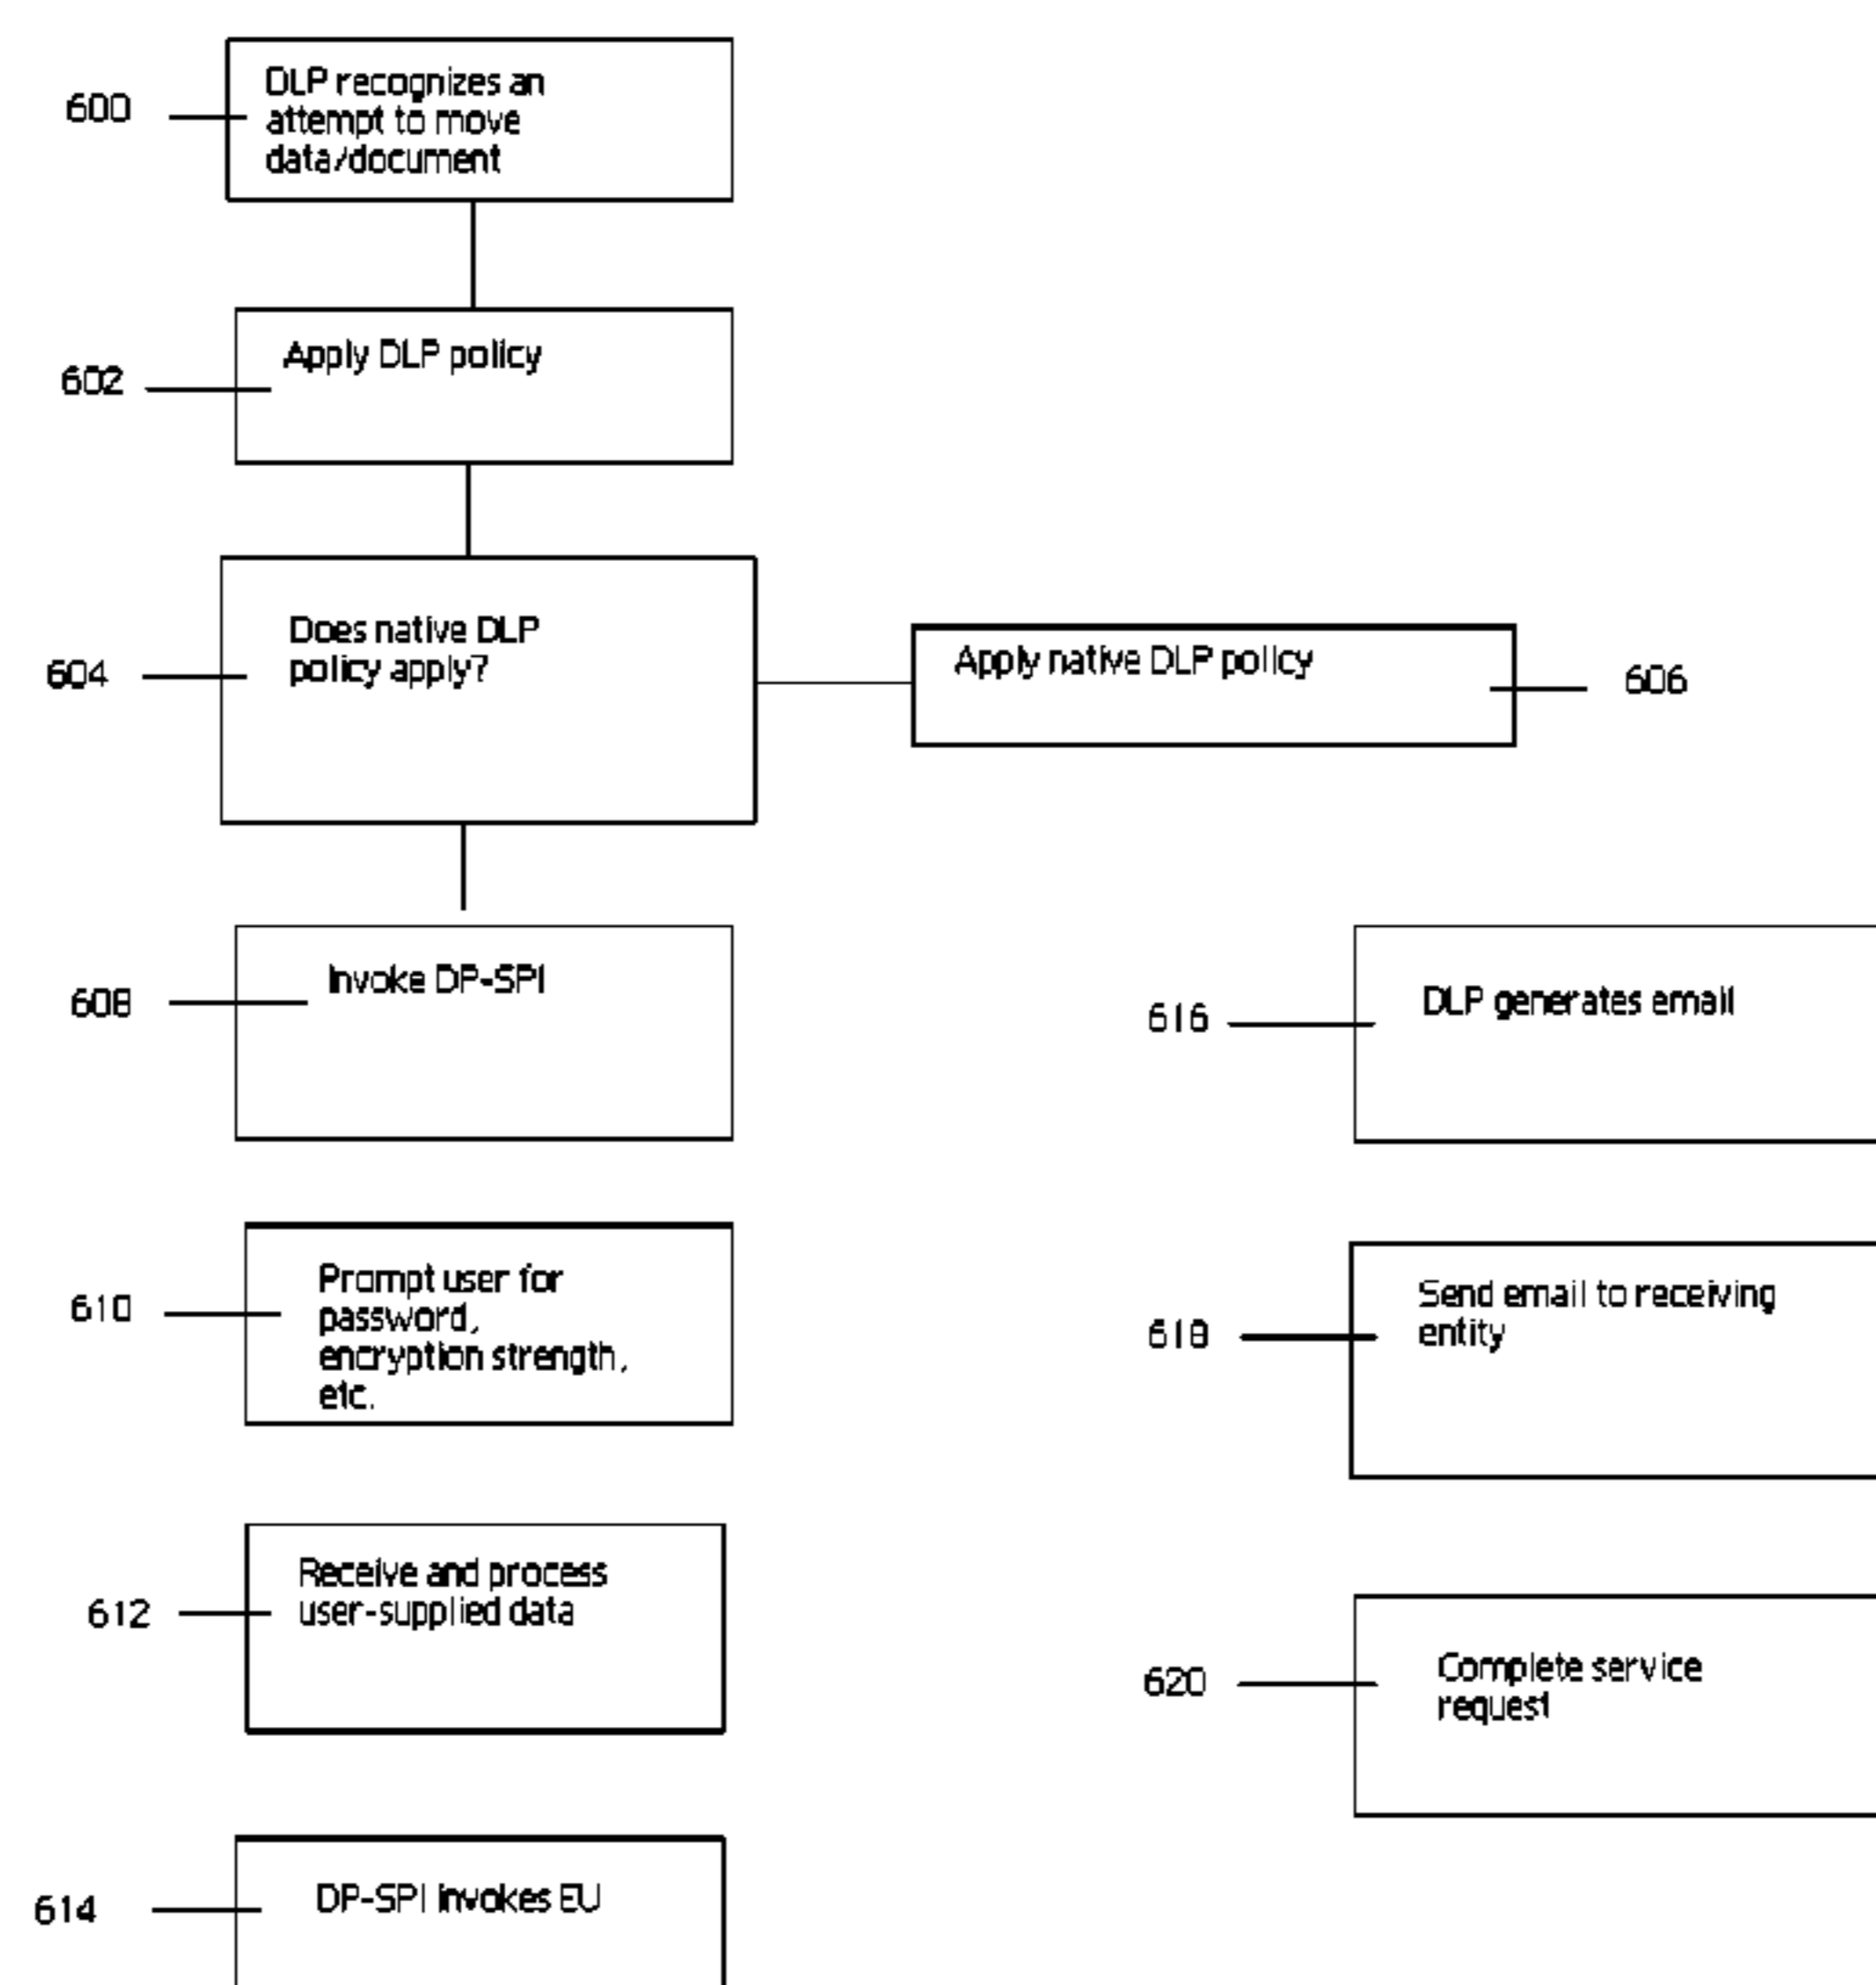 600
DLP recognizes an
attempt to move
data/document
602
Apply DLP policy
604
Does native DLP
policy apply?
Apply native DLP policy
606
608
Invoke DP-SPI
610
Prompt user for
password,
encryption strength,
etc.
612
Receive and process
user-supplied data
614
DP-SPI invokes EU
616
DLP generates email
618
Send email to receiving
entity
620
Complete service
request